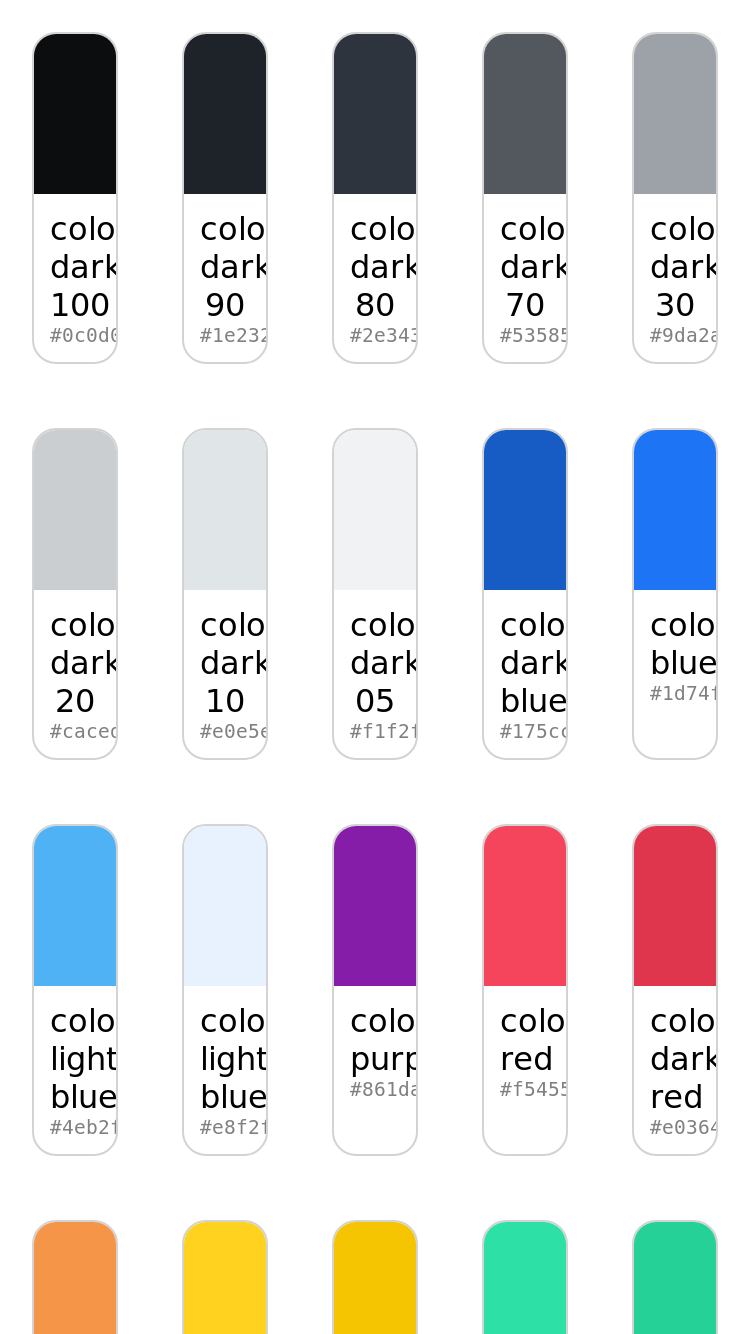 colo
dark
100
#0c0d0
colo
dark
90
#1e232
colo
dark
80
#2e343
colo
dark
70
#53585
colo
dark
30
#9da2a
colo
dark
20
#caced
colo
dark
10
#e0e5e
colo
dark
05
#f1f2f
colo
dark
blue
#175cc
colo
blue
#1d74f
colo
light
blue
#4eb2f
colo
light
blue
#e8f2f
colo
purp
#861da
colo
red
#f5455
colo
dark
red
#e0364